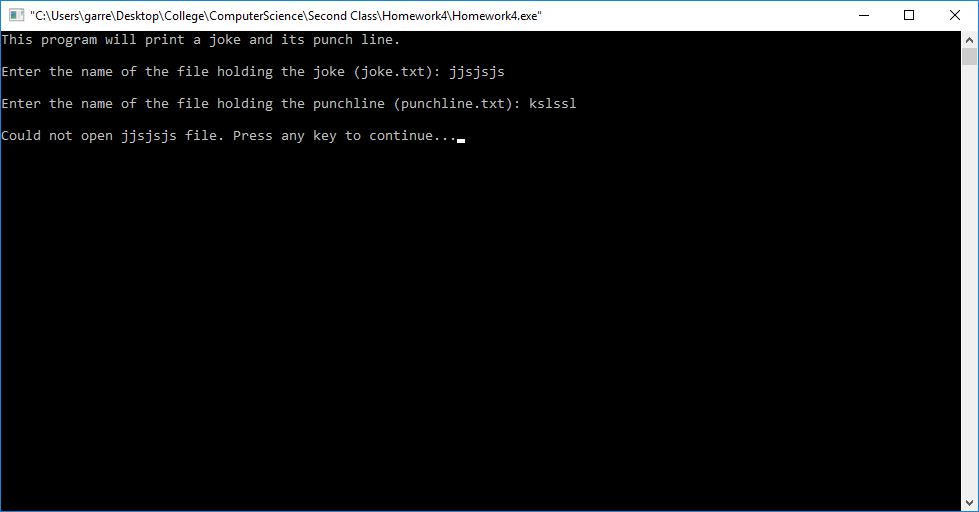 "C:\Users\garre\Desktop\College\ComputerScience\Second Class\Homework4\Homework4.exe"
This program will print a joke and its punch line.
Enter the name of the file holding the joke (joke.txt): jjsjsjs
Enter the name of the file holding the punchline (punchline.txt): kslssl
Could not open jjsjsjs file. Press any key to continue...